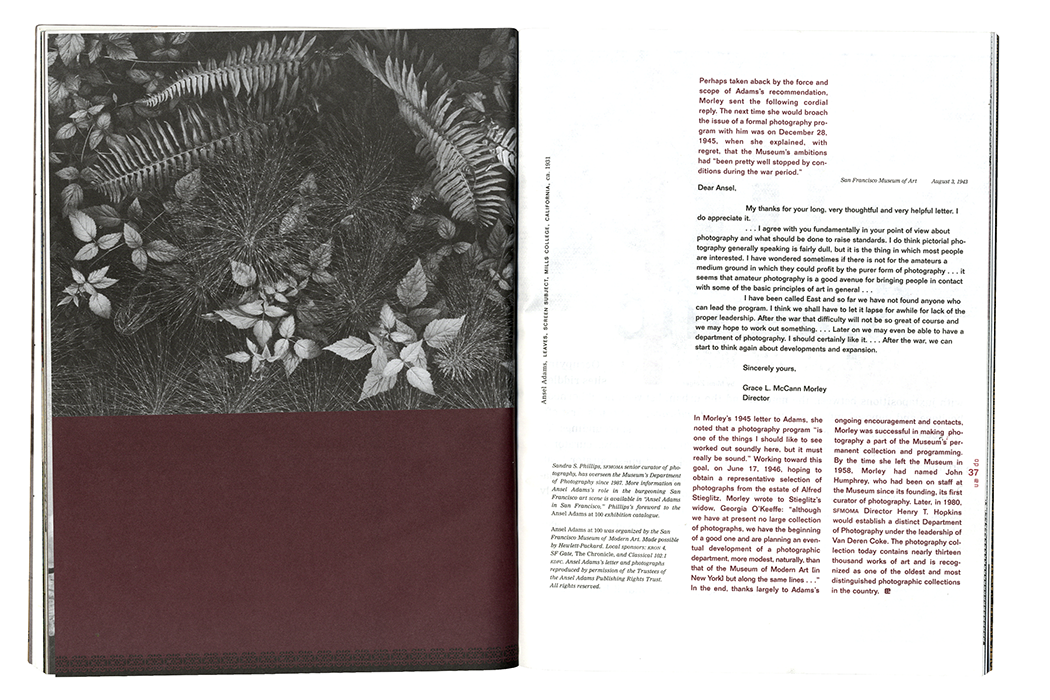 Ansel Adams, LEAVES, SCREEN SUBJECT, MILLS COLLEGE, CALIFORNIA, ca. 1931
Perhaps taken aback by the force and
scope of Adams's recommendation,
Morley sent the following cordial
reply. The next time she would broach
the issue of a formal photography pro-
gram with him was on December 28,
1945, when she explained, with
regret, that the Museum's ambitions
had "been pretty well stopped by con-
ditions during the war period."
San Francisco Museum of Art August 3, 1943
Dear Ansel,
My thanks for your long, very thoughtful and very helpful letter. I
do appreciate it.
. . . I agree with you fundamentally in your point of view about
photography and what should be done to raise standards. I do think pictorial pho-
tography generally speaking is fairly dull, but it is the thing in which most people
are interested. I have wondered sometimes if there is not for the amateurs a
medium ground in which they could profit by the purer form of photography . . . it
seems that amateur photography is a good avenue for bringing people in contact
with some of the basic principles of art in general . . .
I have been called East and so far we have not found anyone who
can lead the program. I think we shall have to let it lapse for awhile for lack of the
proper leadership. After the war that difficulty will not be so great of course and
we may hope to work out something. . . . Later on we may even be able to have a
department of photography. I should certainly like it. . . . After the war, we can
start to think again about developments and expansion.
Sincerely yours,
Grace L. McCann Morley
Director
Sandra S. Phillips, SFMOMA senior curator of pho-
tography, has overseen the Museum's Department
of Photography since 1987. More information on
Ansel Adams's role in the burgeoning San
Francisco art scene is available in "Ansel Adams
in San Francisco," Phillips's foreword to the
Ansel Adams at 100 exhibition catalogue.
Ansel Adams at 100 was organized by the San
Francisco Museum of Modern Art. Made possible
by Hewlett-Packard. Local sponsors: KRON 4,
SF Gate, The Chronicle, and Classical 102.1
KDFC. Ansel Adams's letter and photographs
reproduced by permission of the Trustees of
the Ansel Adams Publishing Rights Trust.
All rights reserved.
In Morley's 1945 letter to Adams, she
noted that a photography program "is
one of the things I should like to see
worked out soundly here, but it must
really be sound." Working toward this
goal, on June 17, 1946, hoping to
obtain a representative selection of
photographs from the estate of Alfred
Stieglitz, Morley wrote to Stieglitz's
widow, Georgia O'Keeffe: "although
we have at present no large collection
of photographs, we have the beginning
of a good one and are planning an even-
tual development of a photographic
department, more modest, naturally, than
that of the Museum of Modern Art [in
New York] but along the same lines . . ."
In the end, thanks largely to Adams's
ongoing encouragement and contacts,
Morley was successful in making pho-
tography a part of the Museum's per-
manent collection and programming.
By the time she left the Museum in
1958, Morley had named John
Humphrey, who had been on staff at
the Museum since its founding, its first
curator of photography. Later, in 1980,
SFMOMA Director Henry T. Hopkins
would establish a distinct Department
of Photography under the leadership of
Van Deren Coke. The photography col-
lection today contains nearly thirteen
thousand works of art and is recog-
nized as one of the oldest and most
distinguished photographic collections
in the country.
37